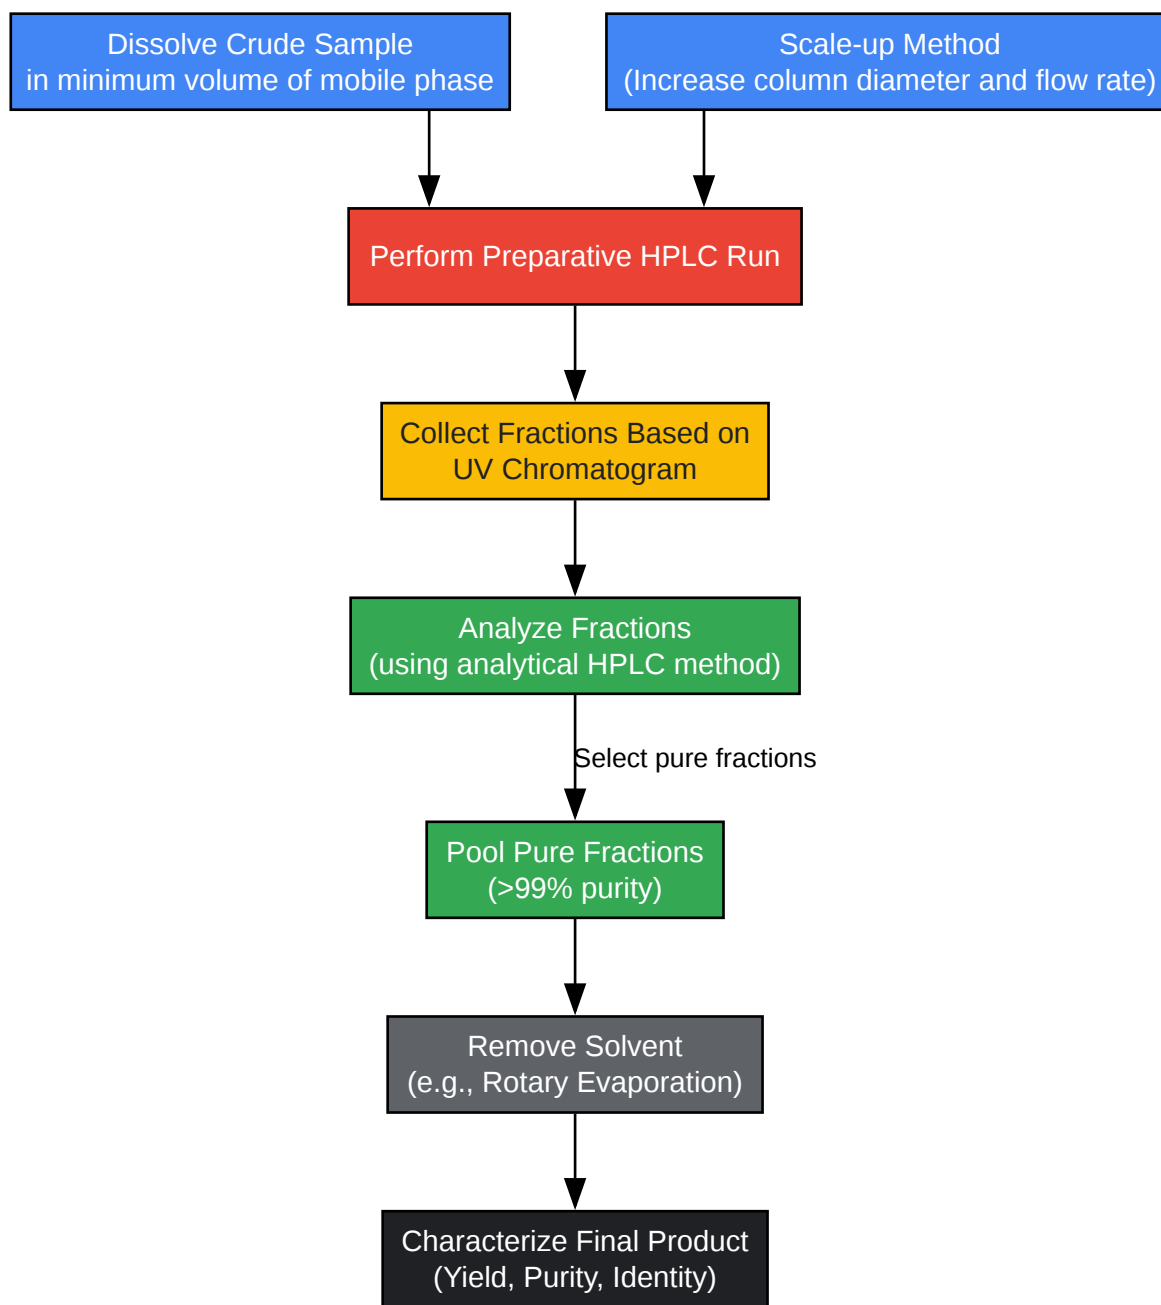 Dissolve Crude Sample
in minimum volume of mobile phase
Scale-up Method
(Increase column diameter and flow rate)
Perform Preparative HPLC Run
Collect Fractions Based on
UV Chromatogram
Analyze Fractions
(using analytical HPLC method)
Select pure fractions
Pool Pure Fractions
(>99% purity)
Remove Solvent
(e.g., Rotary Evaporation)
Characterize Final Product
(Yield, Purity, Identity)